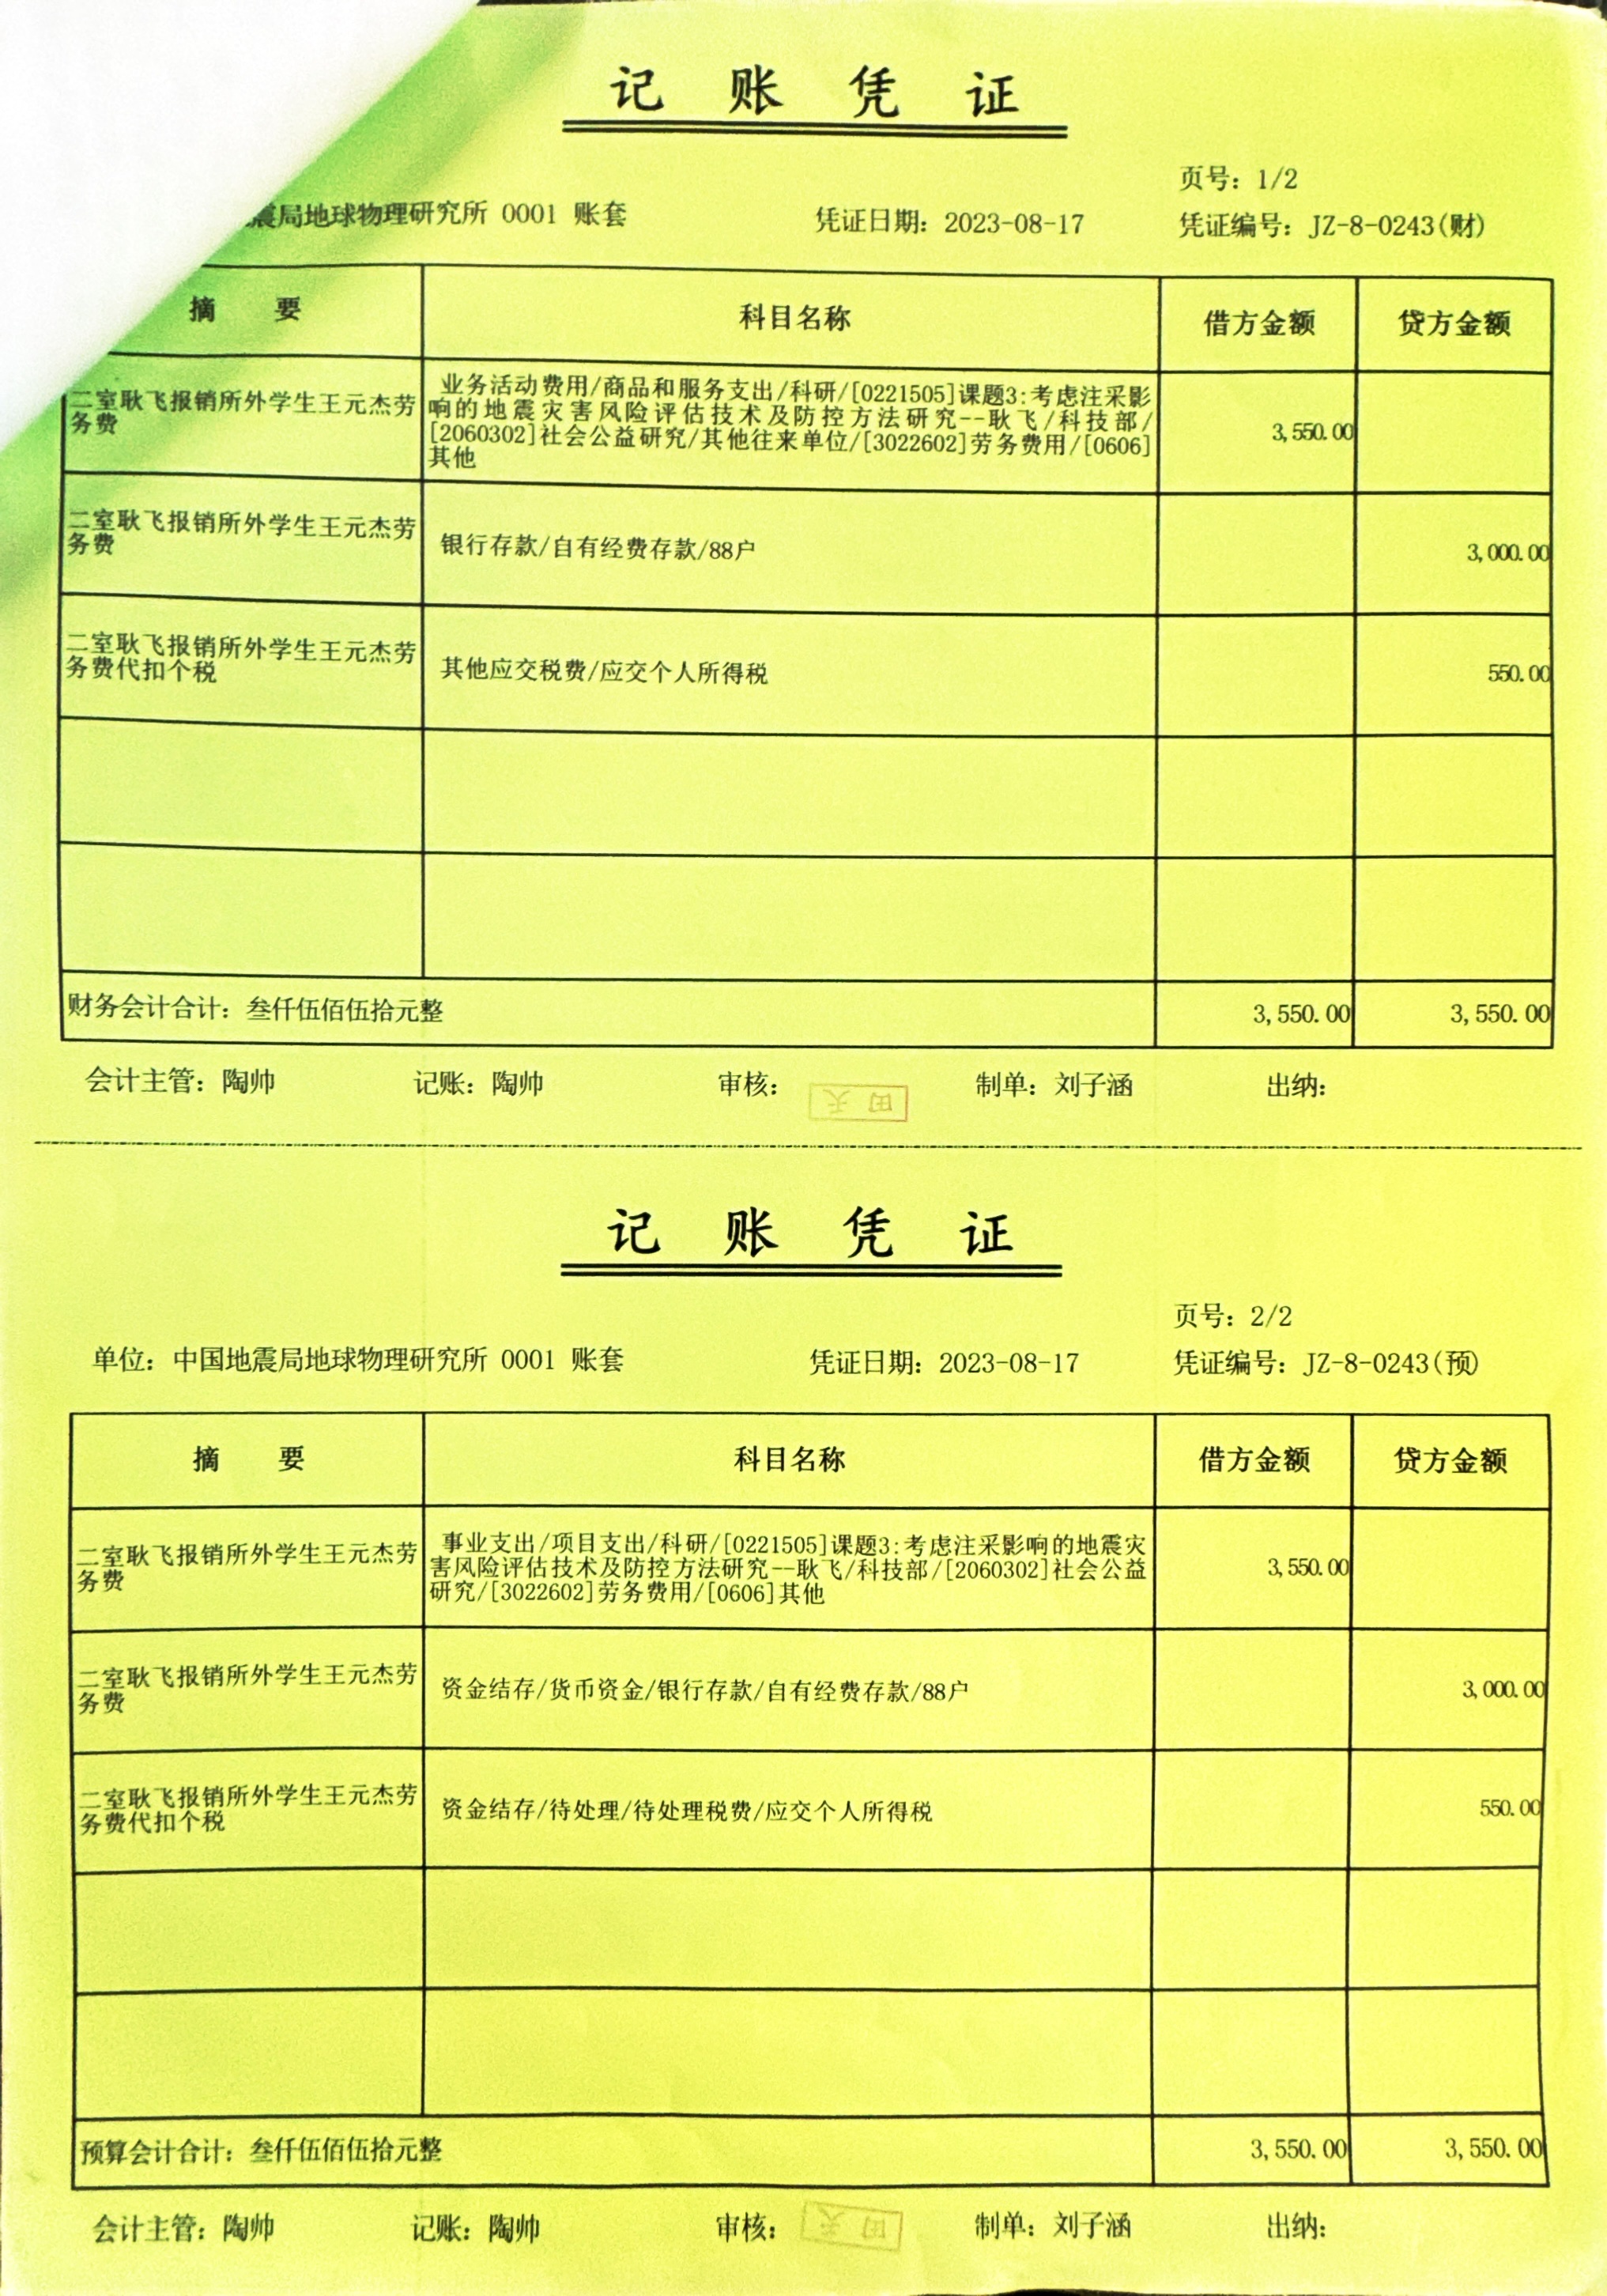 记 账 凭 证
页号：1/2
震局地球物理研究所 0001 账套 凭证日期：2023-08-17 凭证编号：JZ-8-0243(财)
摘 要 科目名称 借方金额 贷方金额
二室耿飞报销所外学生王元杰劳
务费
业务活动费用/商品和服务支出/科研/[0221505]课题3:考虑注采影
响的地震灾害风险评估技术及防控方法研究--耿飞/科技部/
[2060302]社会公益研究/其他往来单位/[3022602]劳务费用/[0606]
其他
3,550.00
二室耿飞报销所外学生王元杰劳
务费
银行存款/自有经费存款/88户
3,000.00
二室耿飞报销所外学生王元杰劳
务费代扣个税
其他应交税费/应交个人所得税
550.00
财务会计合计：叁仟伍佰伍拾元整 3,550.00 3,550.00
会计主管：陶帅 记账：陶帅 审核： 田天 制单：刘子涵 出纳：
记 账 凭 证
页号：2/2
单位：中国地震局地球物理研究所 0001 账套 凭证日期：2023-08-17 凭证编号：JZ-8-0243(预)
摘 要 科目名称 借方金额 贷方金额
二室耿飞报销所外学生王元杰劳
务费
事业支出/项目支出/科研/[0221505]课题3:考虑注采影响的地震灾
害风险评估技术及防控方法研究--耿飞/科技部/[2060302]社会公益
研究/[3022602]劳务费用/[0606]其他
3,550.00
二室耿飞报销所外学生王元杰劳
务费
资金结存/货币资金/银行存款/自有经费存款/88户
3,000.00
二室耿飞报销所外学生王元杰劳
务费代扣个税
资金结存/待处理/待处理税费/应交个人所得税
550.00
预算会计合计：叁仟伍佰伍拾元整 3,550.00 3,550.00
会计主管：陶帅 记账：陶帅 审核： 田天 制单：刘子涵 出纳：